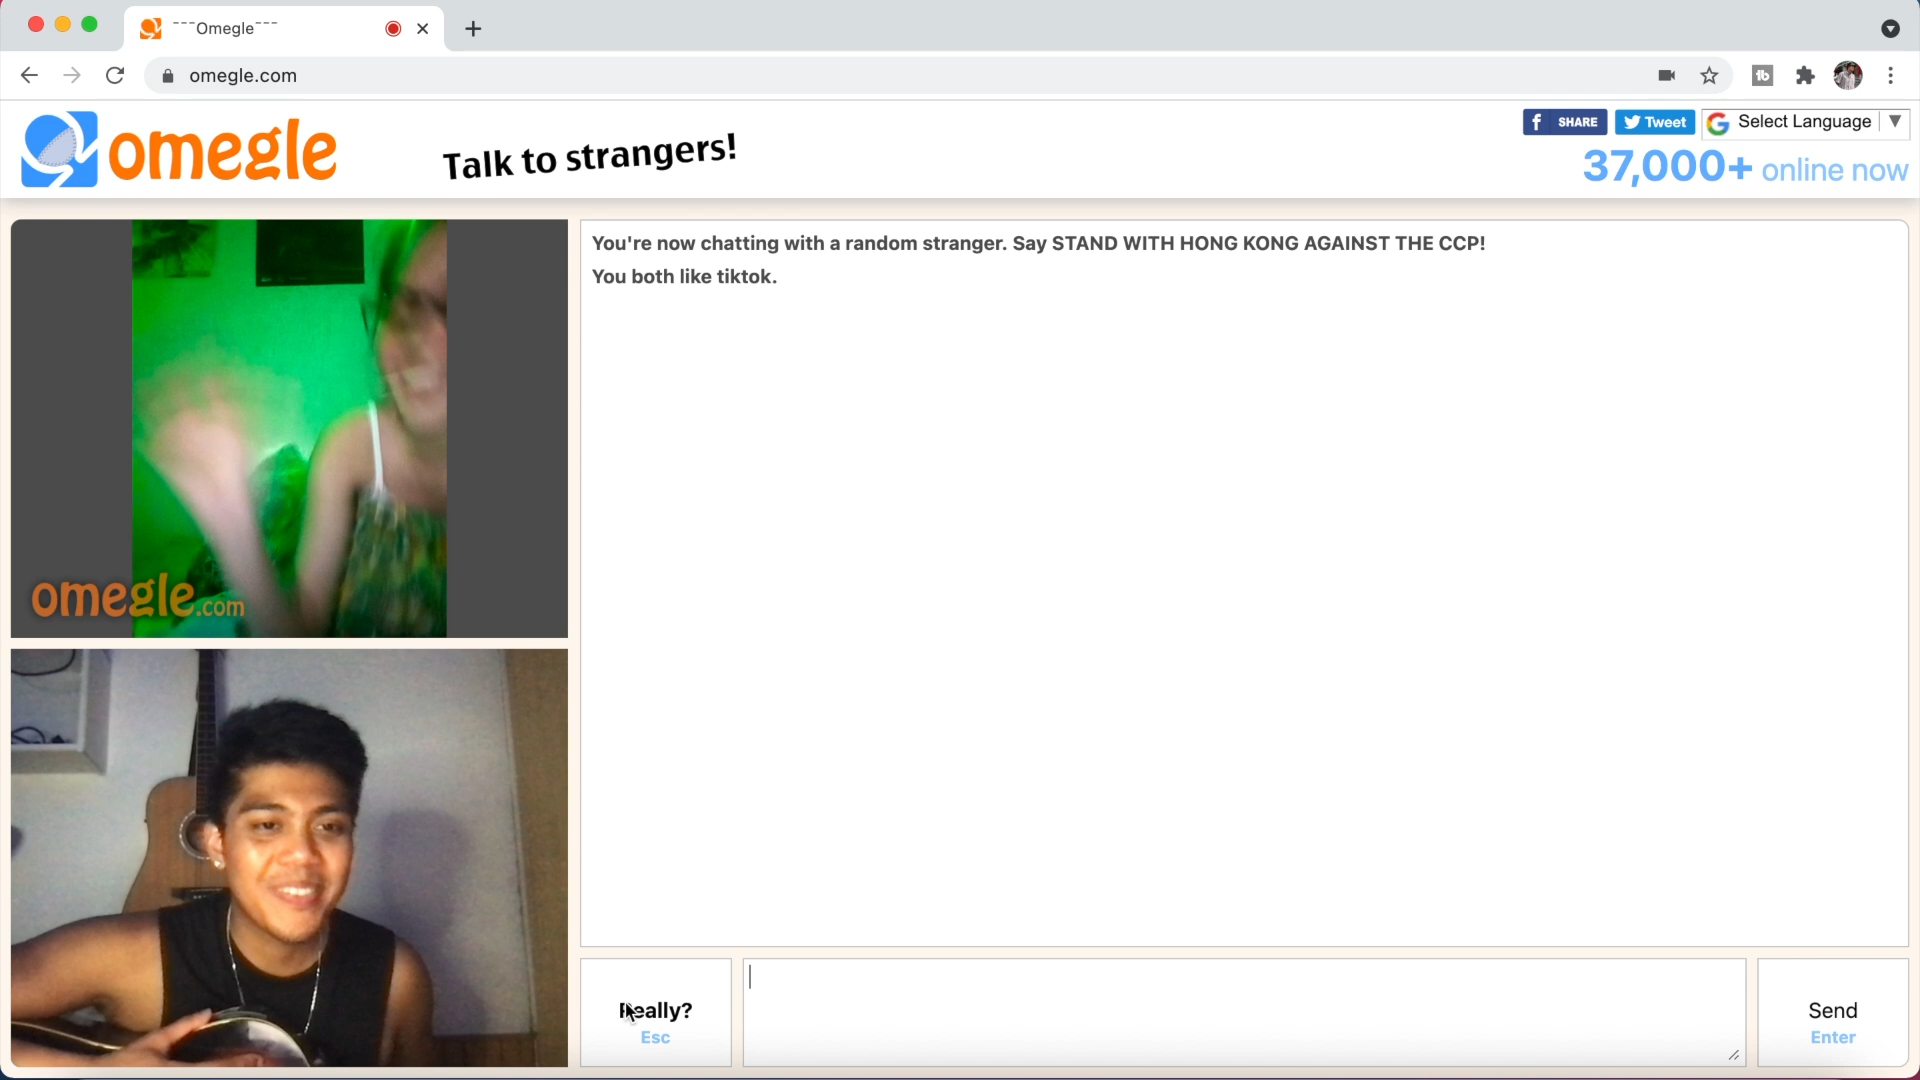 Omegle
omegle.com
omegle
Talk to strangers!
f SHARE
Tweet
G Select Language ▼
37,000+ online now
You're now chatting with a random stranger. Say STAND WITH HONG KONG AGAINST THE CCP!
You both like tiktok.
omegle.com
Really?
Esc
Send
Enter